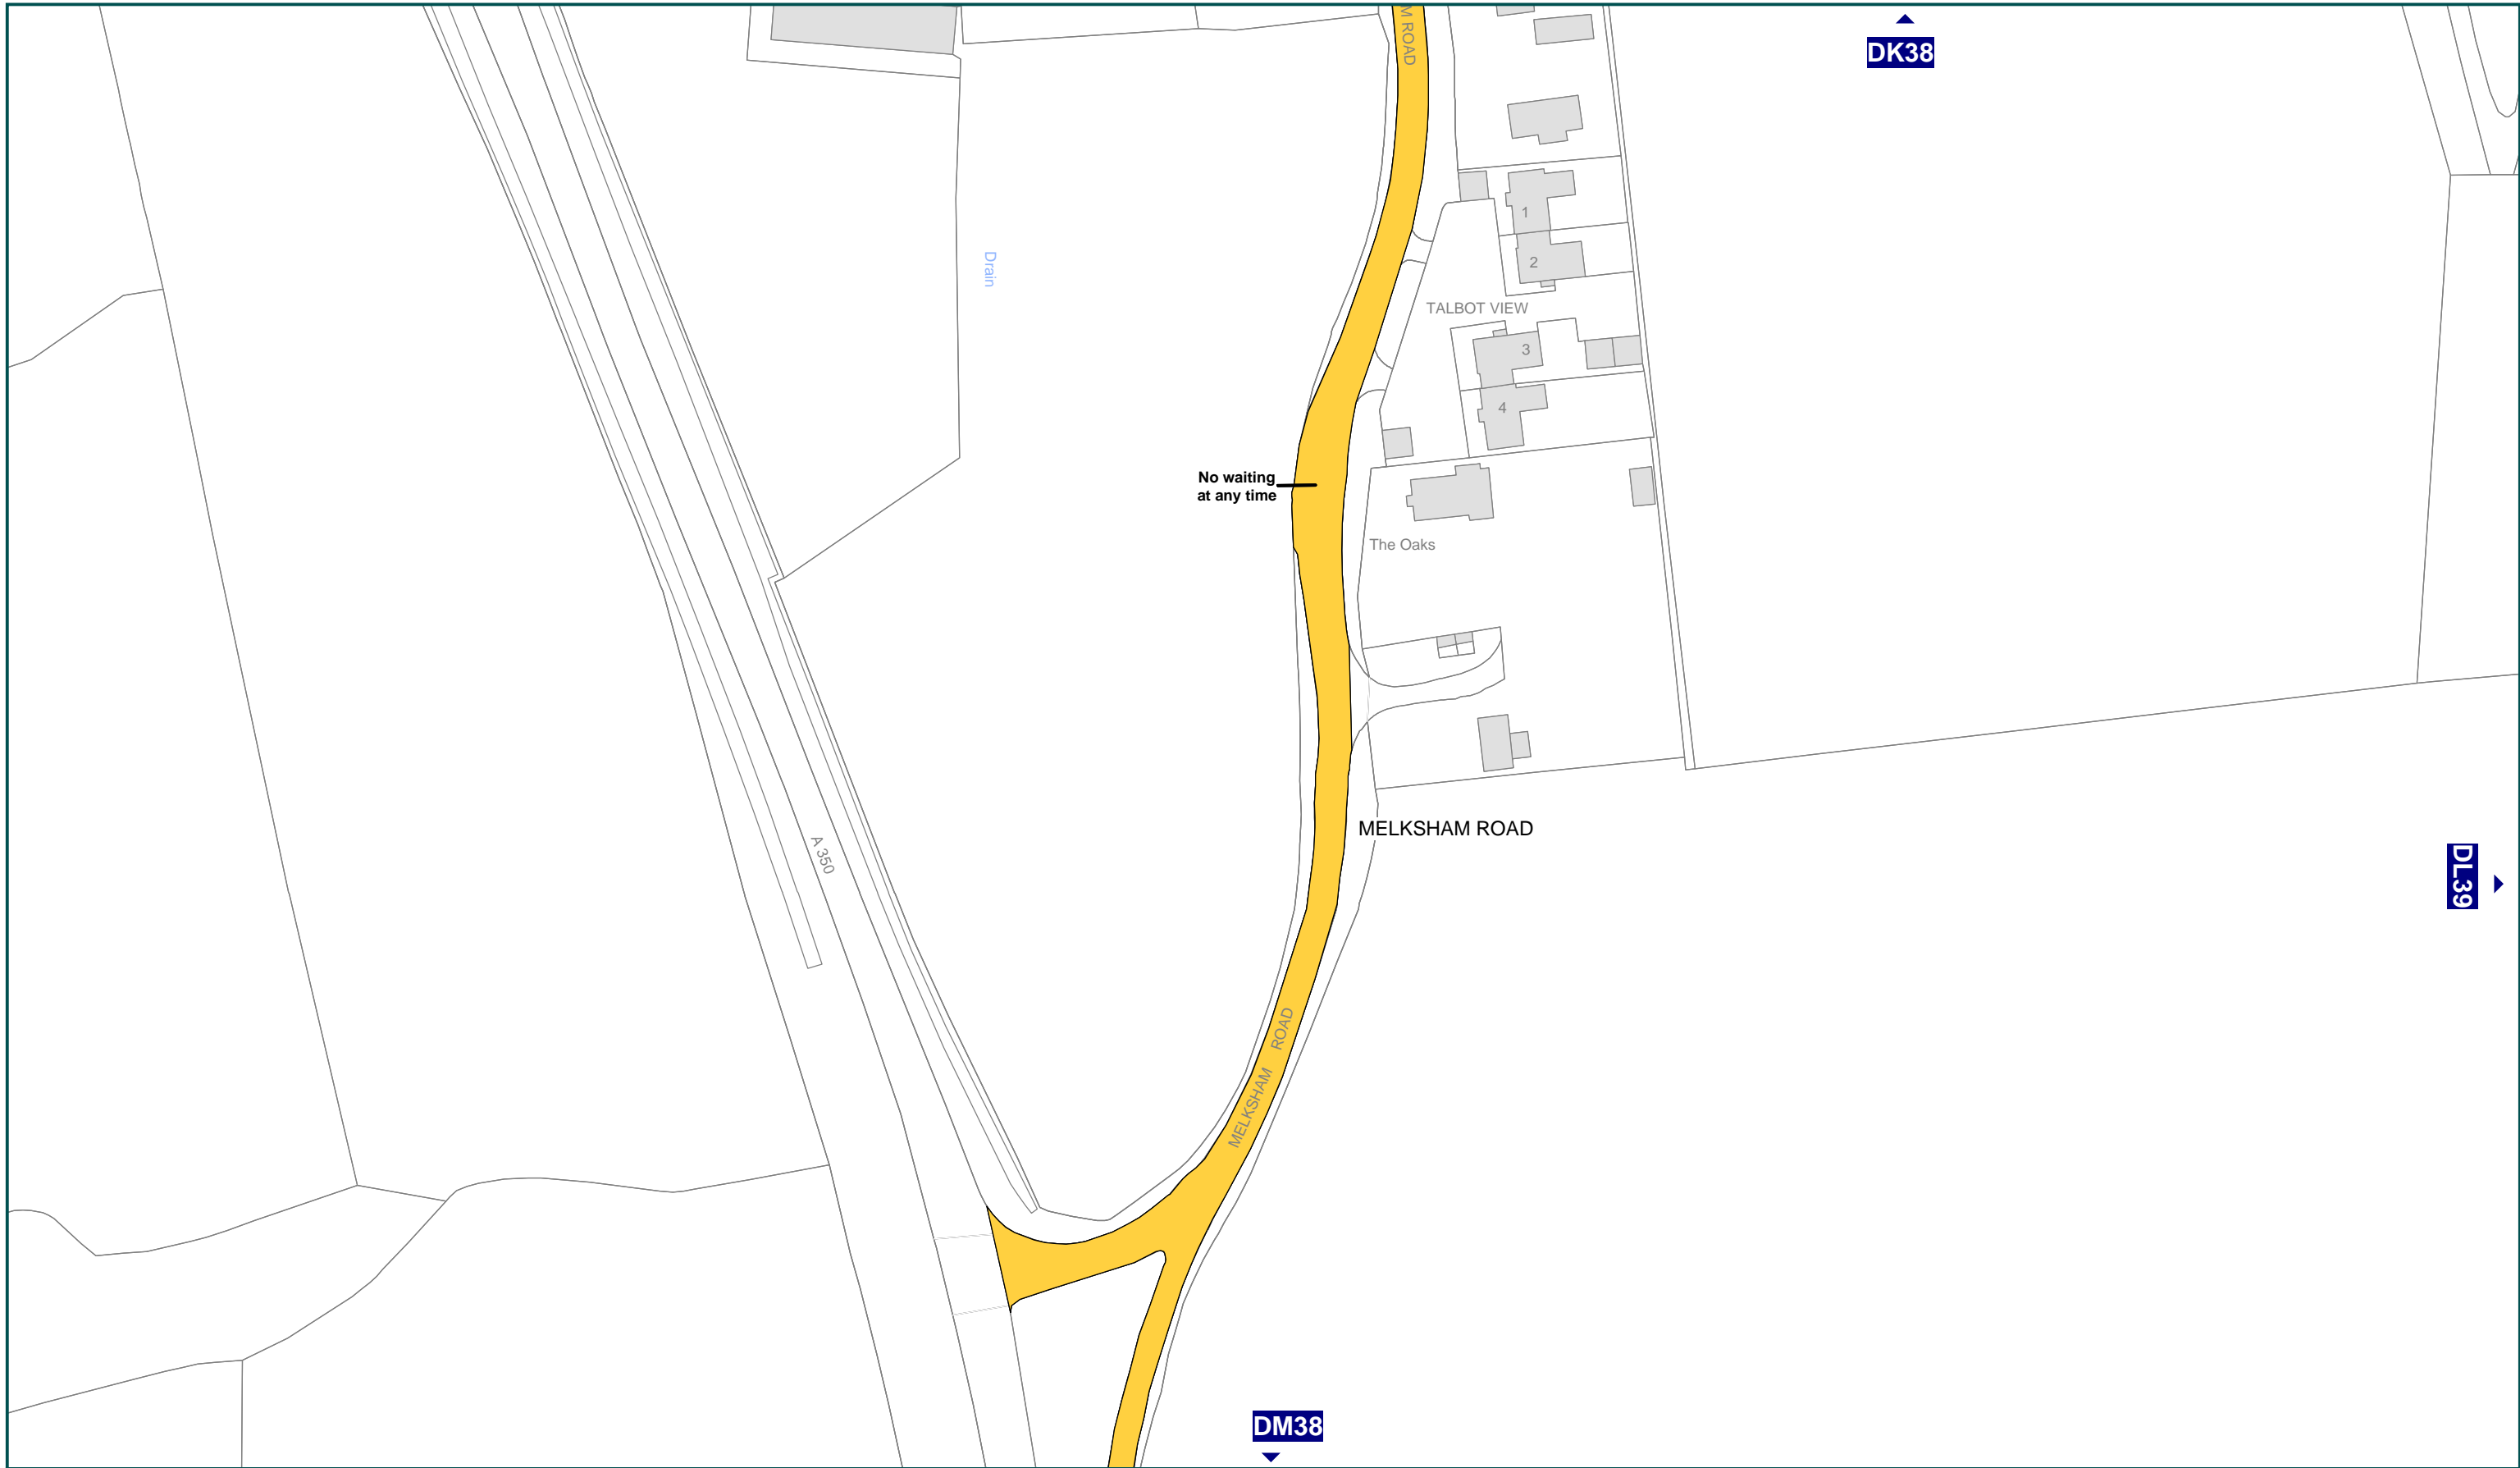 M ROAD
DK38
1
Drain
2
TALBOT VIEW
3
4
No waiting
at any time
The Oaks
MELKSHAM ROAD
A 350
DL39
MELKSHAM ROAD
DM38